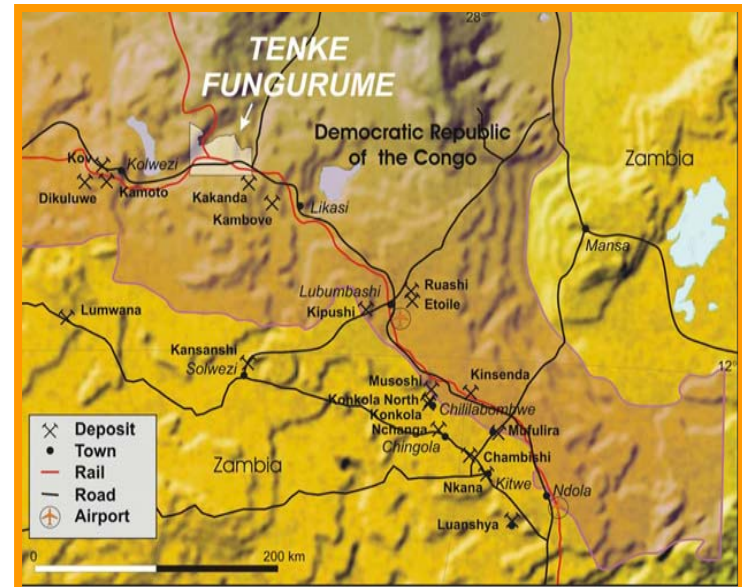 28°
TENKE
FUNGURUME
Democratic Republic
of the Congo
Zambia
Kov
Kolwezi
Dikuluwe
Kamoto
Kakanda
Kambove
Likasi
Mansa
Lubumbashi
Ruashi
Etoile
Kipushi
Lumwana
Kansanshi
Solwezi
12°
Musoshi
Kinsenda
Konkola North
Konkola
Chililabombwe
Nchanga
Chingola
Mufulira
Chambishi
Zambia
Nkana
Kitwe
Ndola
Luanshya
Deposit
Town
Rail
Road
Airport
0
200 km